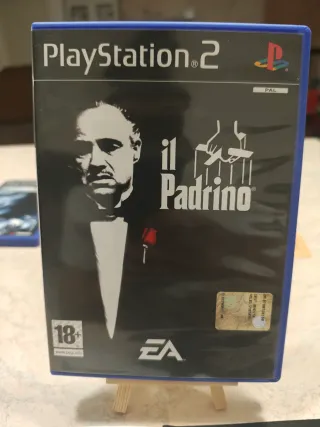 PlayStation®2
PAL
il
Padrino®
18+
EA